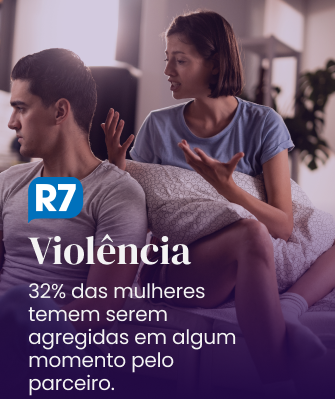 R7
Violência
32% das mulheres
temem serem
agregidas em algum
momento pelo
parceiro.